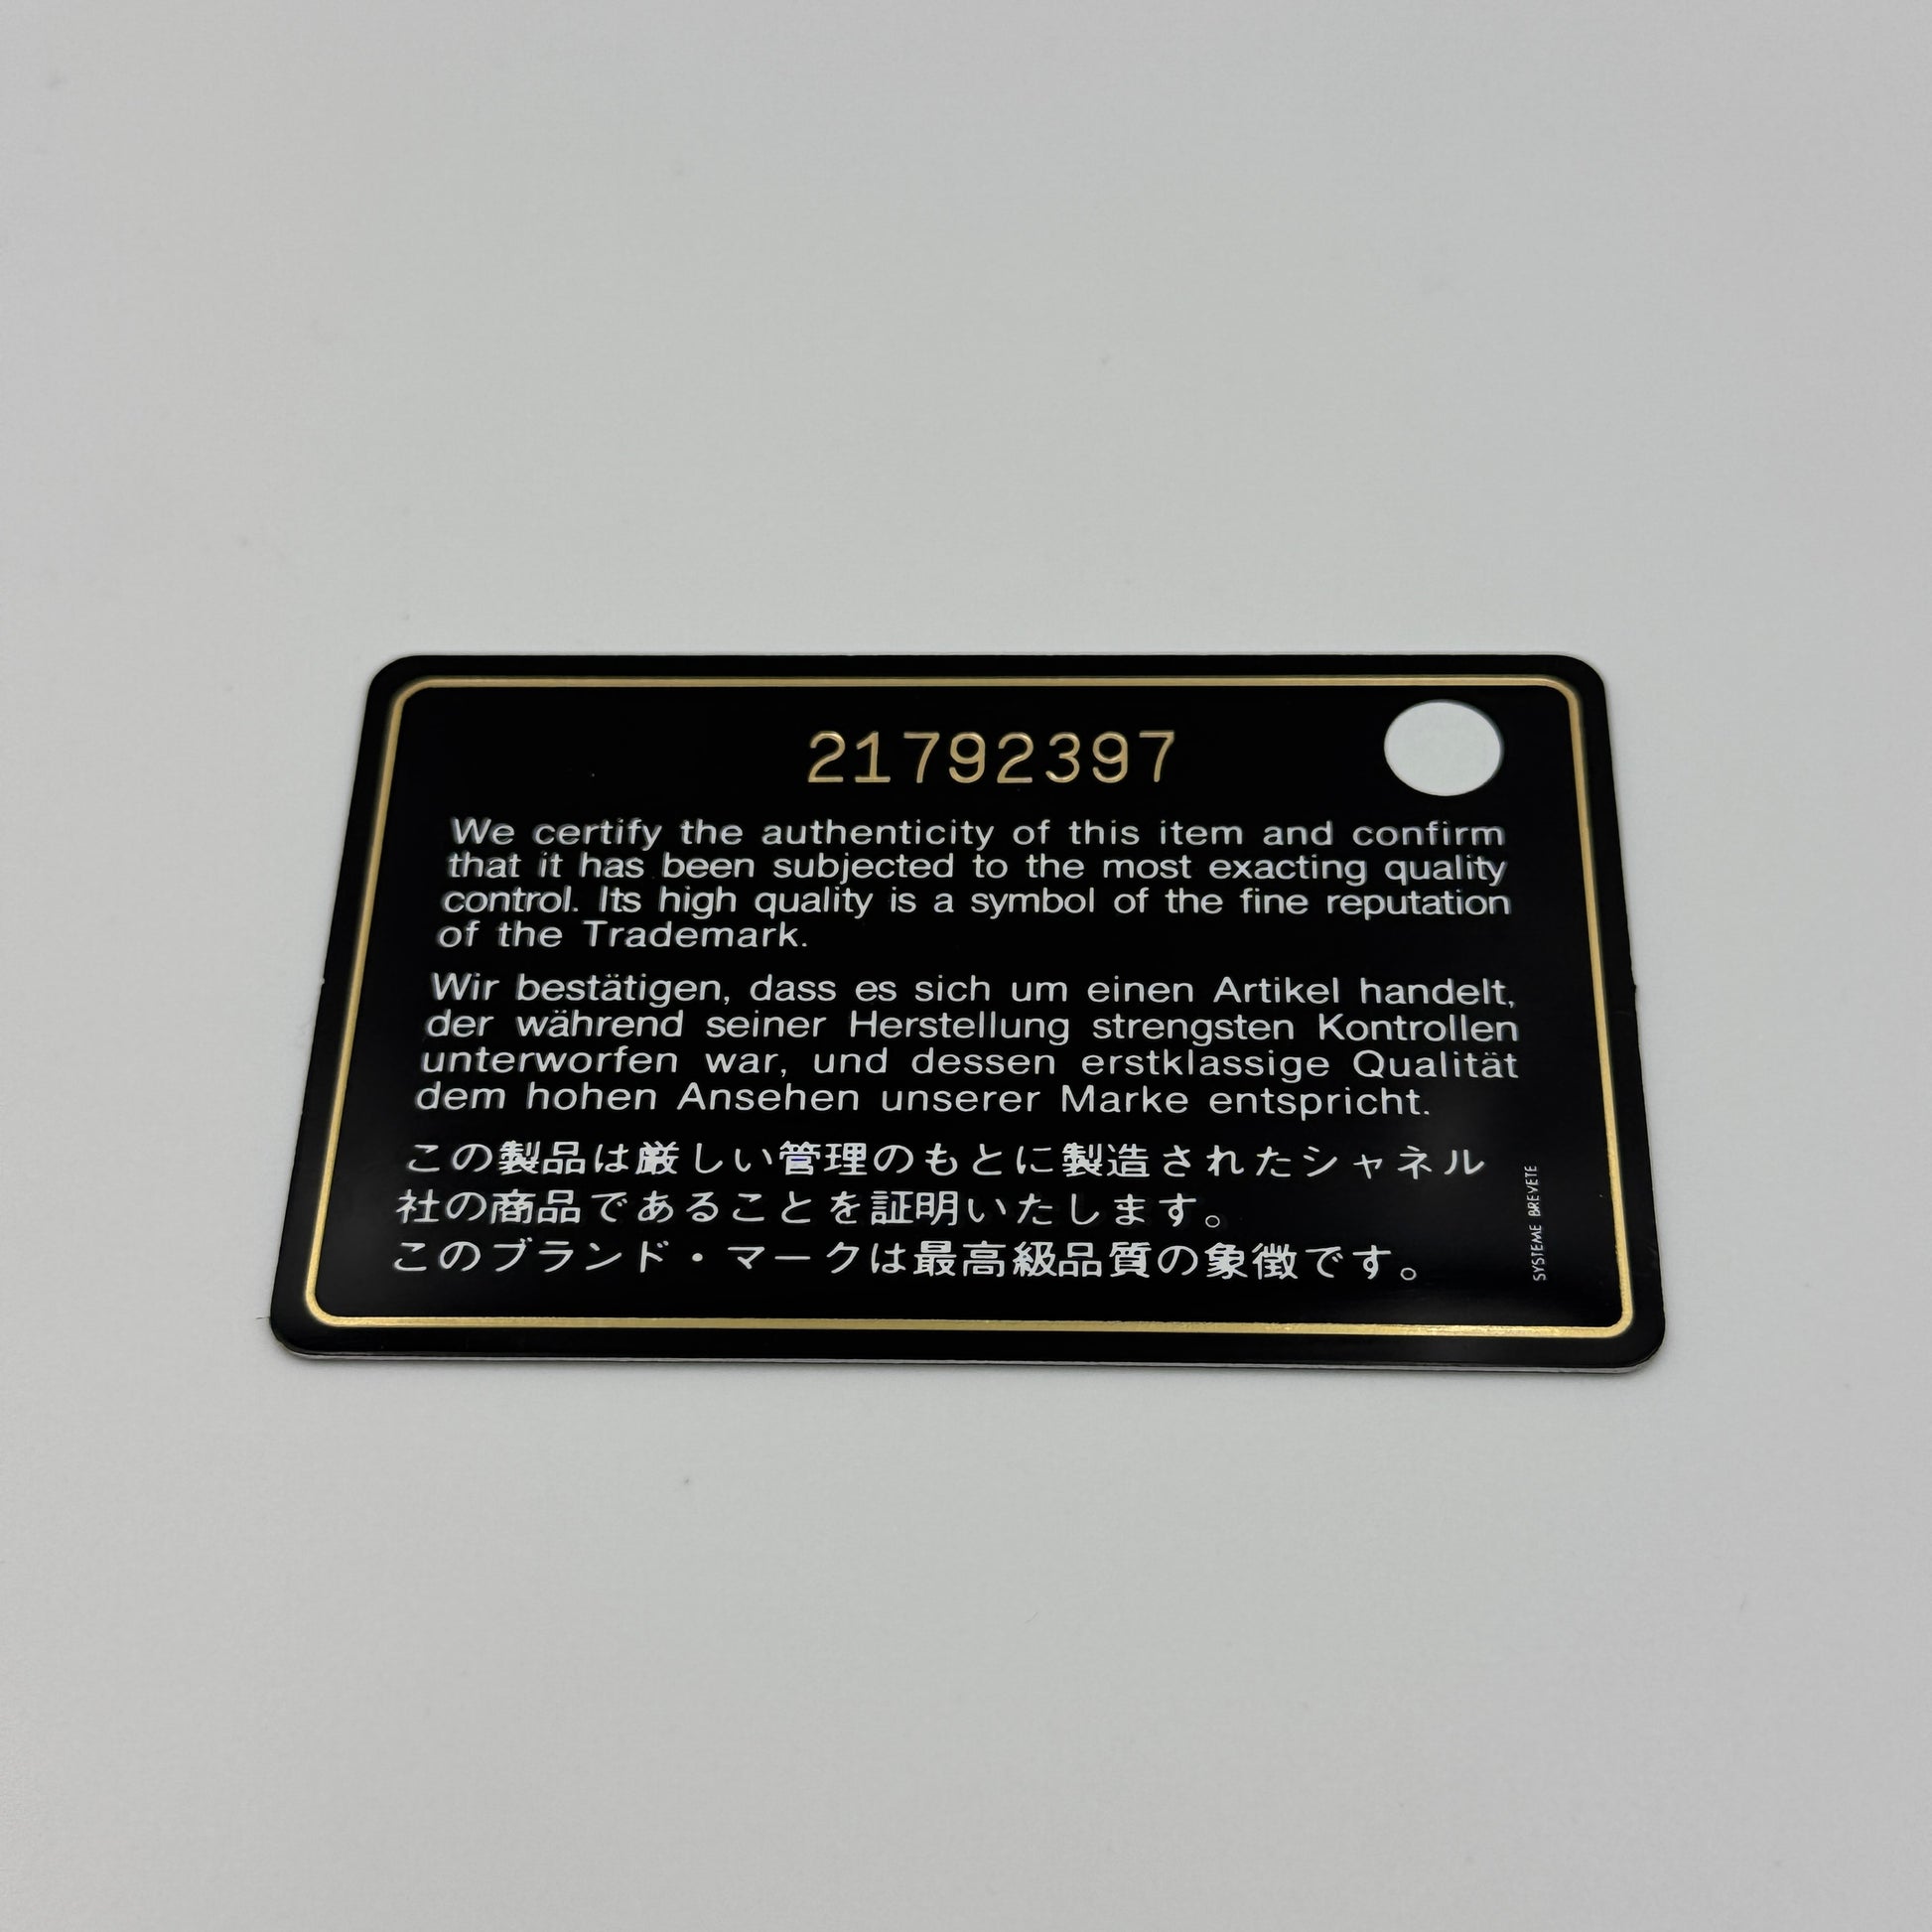 21792397
We certify the authenticity of this item and confirm
that it has been subjected to the most exacting quality
control. Its high quality is a symbol of the fine reputation
of the Trademark.
Wir bestätigen, dass es sich um einen Artikel handelt,
der während seiner Herstellung strengsten Kontrollen
unterworfen war, und dessen erstklassige Qualität
dem hohen Ansehen unserer Marke entspricht.
この製品は厳しい管理のもとに製造されたシャネル
社の商品であることを証明いたします。
このブランド・マークは最高級品質の象徴です。
SYSTEME BREVETE